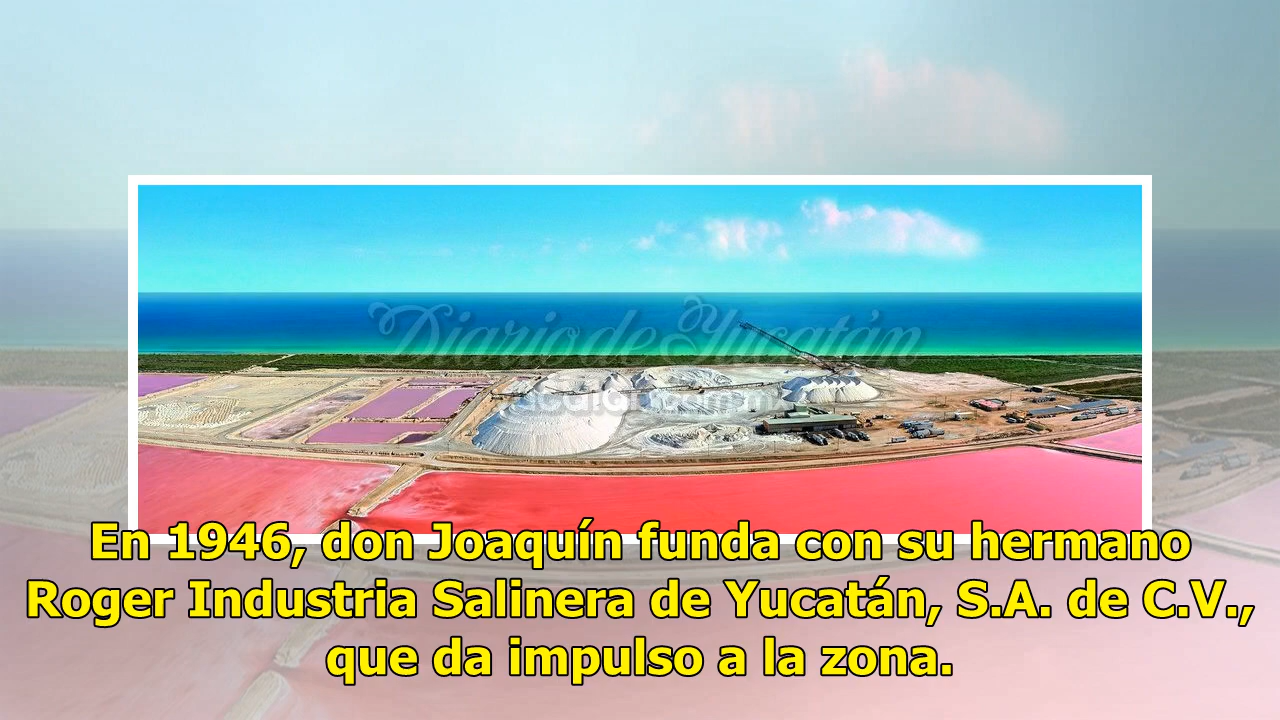 Diario de Yucatán
En 1946, don Joaquín funda con su hermano
Roger Industria Salinera de Yucatán, S.A. de C.V.,
que da impulso a la zona.